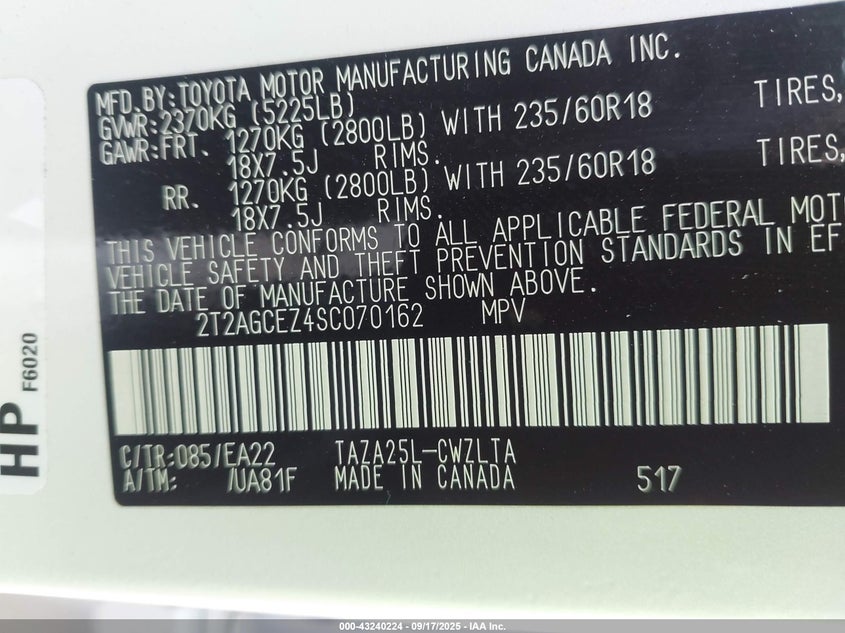 MFD.BY:TOYOTA MOTOR MANUFACTURING CANADA INC.
GVWR:2370KG (5225LB)
GAWR:FRT. 1270KG (2800LB) WITH 235/60R18 TIRES,
18X7.5J RIMS.
RR. 1270KG (2800LB) WITH 235/60R18 TIRES,
18X7.5J RIMS.
THIS VEHICLE CONFORMS TO ALL APPLICABLE FEDERAL MOT
VEHICLE SAFETY AND THEFT PREVENTION STANDARDS IN EF
THE DATE OF MANUFACTURE SHOWN ABOVE.
2T2AGCEZ4SC070162 MPV
C/TR:085/EA22 TAZA25L-CWZLTA
A/TM: /UA81F MADE IN CANADA 517
HP F6020
000-43240224 - 09/17/2025 - IAA Inc.